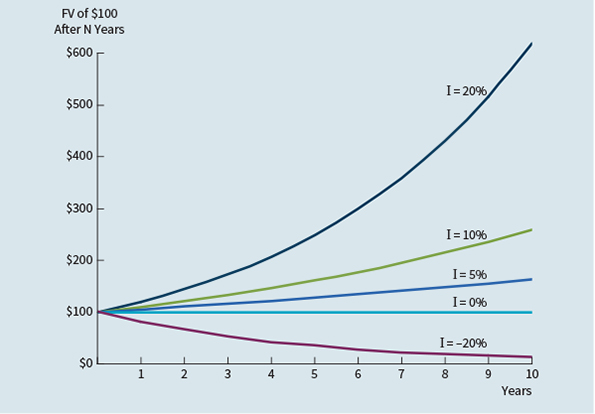 FV of $100
After N Years
$600
$500
$400
$300
$200
$100
$0
I = 20%
I = 10%
I = 5%
I = 0%
I = –20%
1 2 3 4 5 6 7 8 9 10
Years